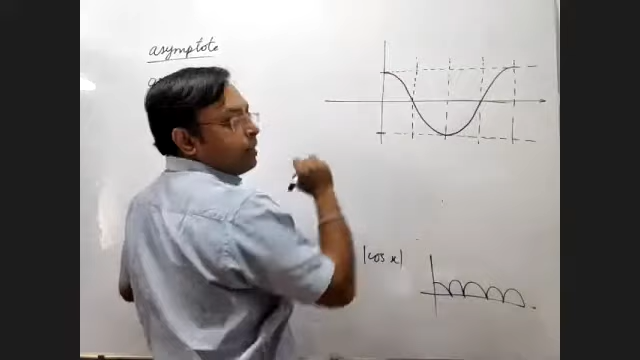 asymptote
|cos x|